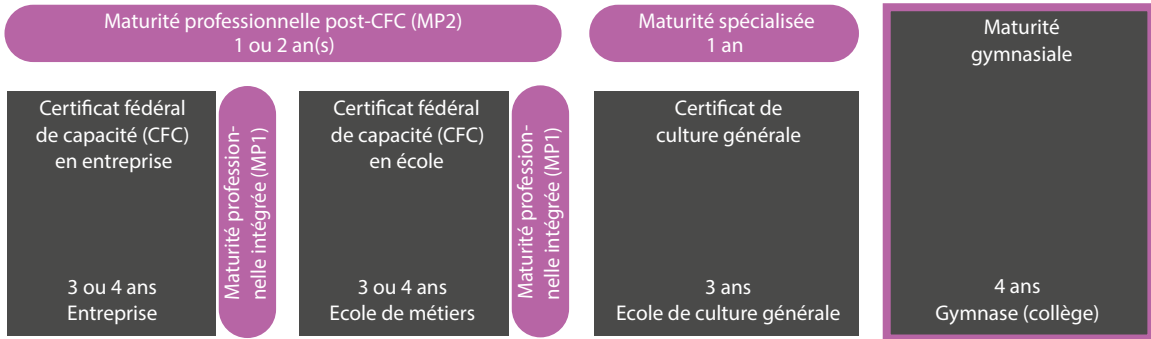 Maturité professionnelle post-CFC (MP2)
1 ou 2 an(s)
Maturité spécialisée
1 an
Maturité
gymnasiale
Certificat fédéral
de capacité (CFC)
en entreprise
3 ou 4 ans
Entreprise
Maturité profession-
nelle intégrée (MP1)
Certificat fédéral
de capacité (CFC)
en école
3 ou 4 ans
Ecole de métiers
Maturité profession-
nelle intégrée (MP1)
Certificat de
culture générale
3 ans
Ecole de culture générale
4 ans
Gymnase (collège)